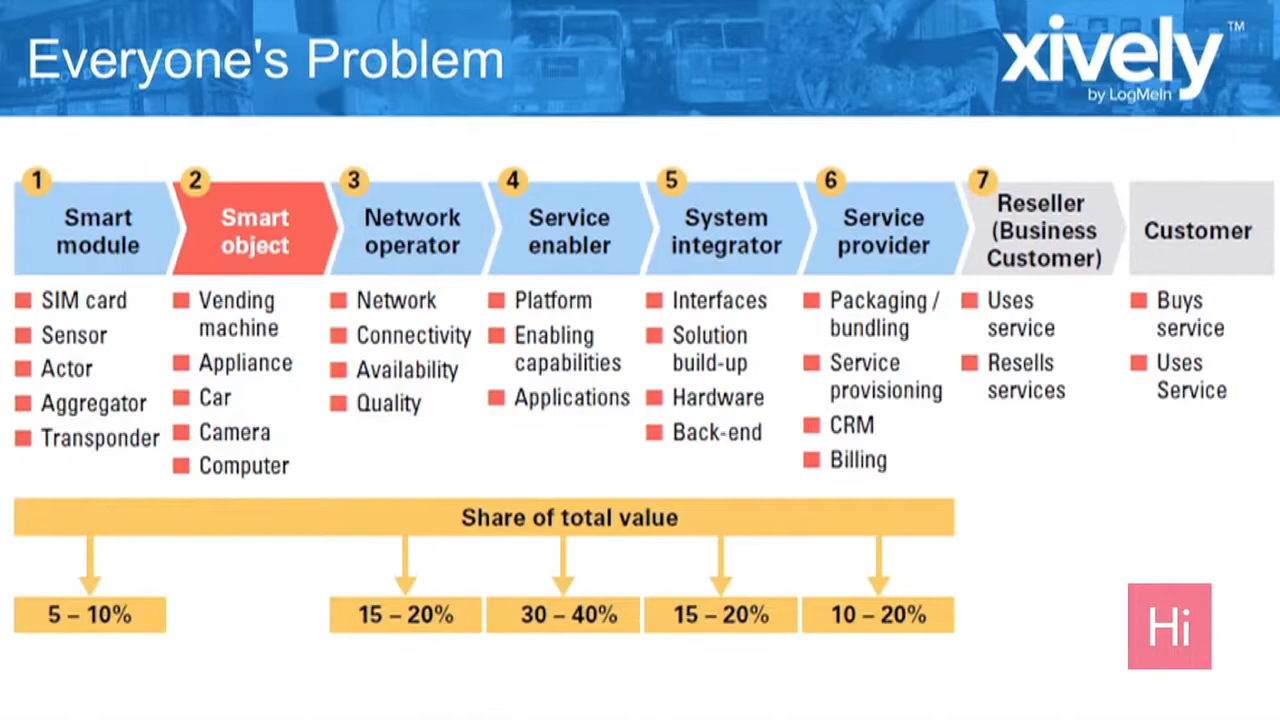 Everyone's Problem
xively™
by LogMeIn
1
Smart
module
SIM card
Sensor
Actor
Aggregator
Transponder
2
Smart
object
Vending
machine
Appliance
Car
Camera
Computer
3
Network
operator
Network
Connectivity
Availability
Quality
4
Service
enabler
Platform
Enabling
capabilities
Applications
5
System
integrator
Interfaces
Solution
build-up
Hardware
Back-end
6
Service
provider
Packaging /
bundling
Service
provisioning
CRM
Billing
7
Reseller
(Business
Customer)
Uses
service
Resells
services
Customer
Buys
service
Uses
Service
Share of total value
5 – 10%
15 – 20%
30 – 40%
15 – 20%
10 – 20%
Hi